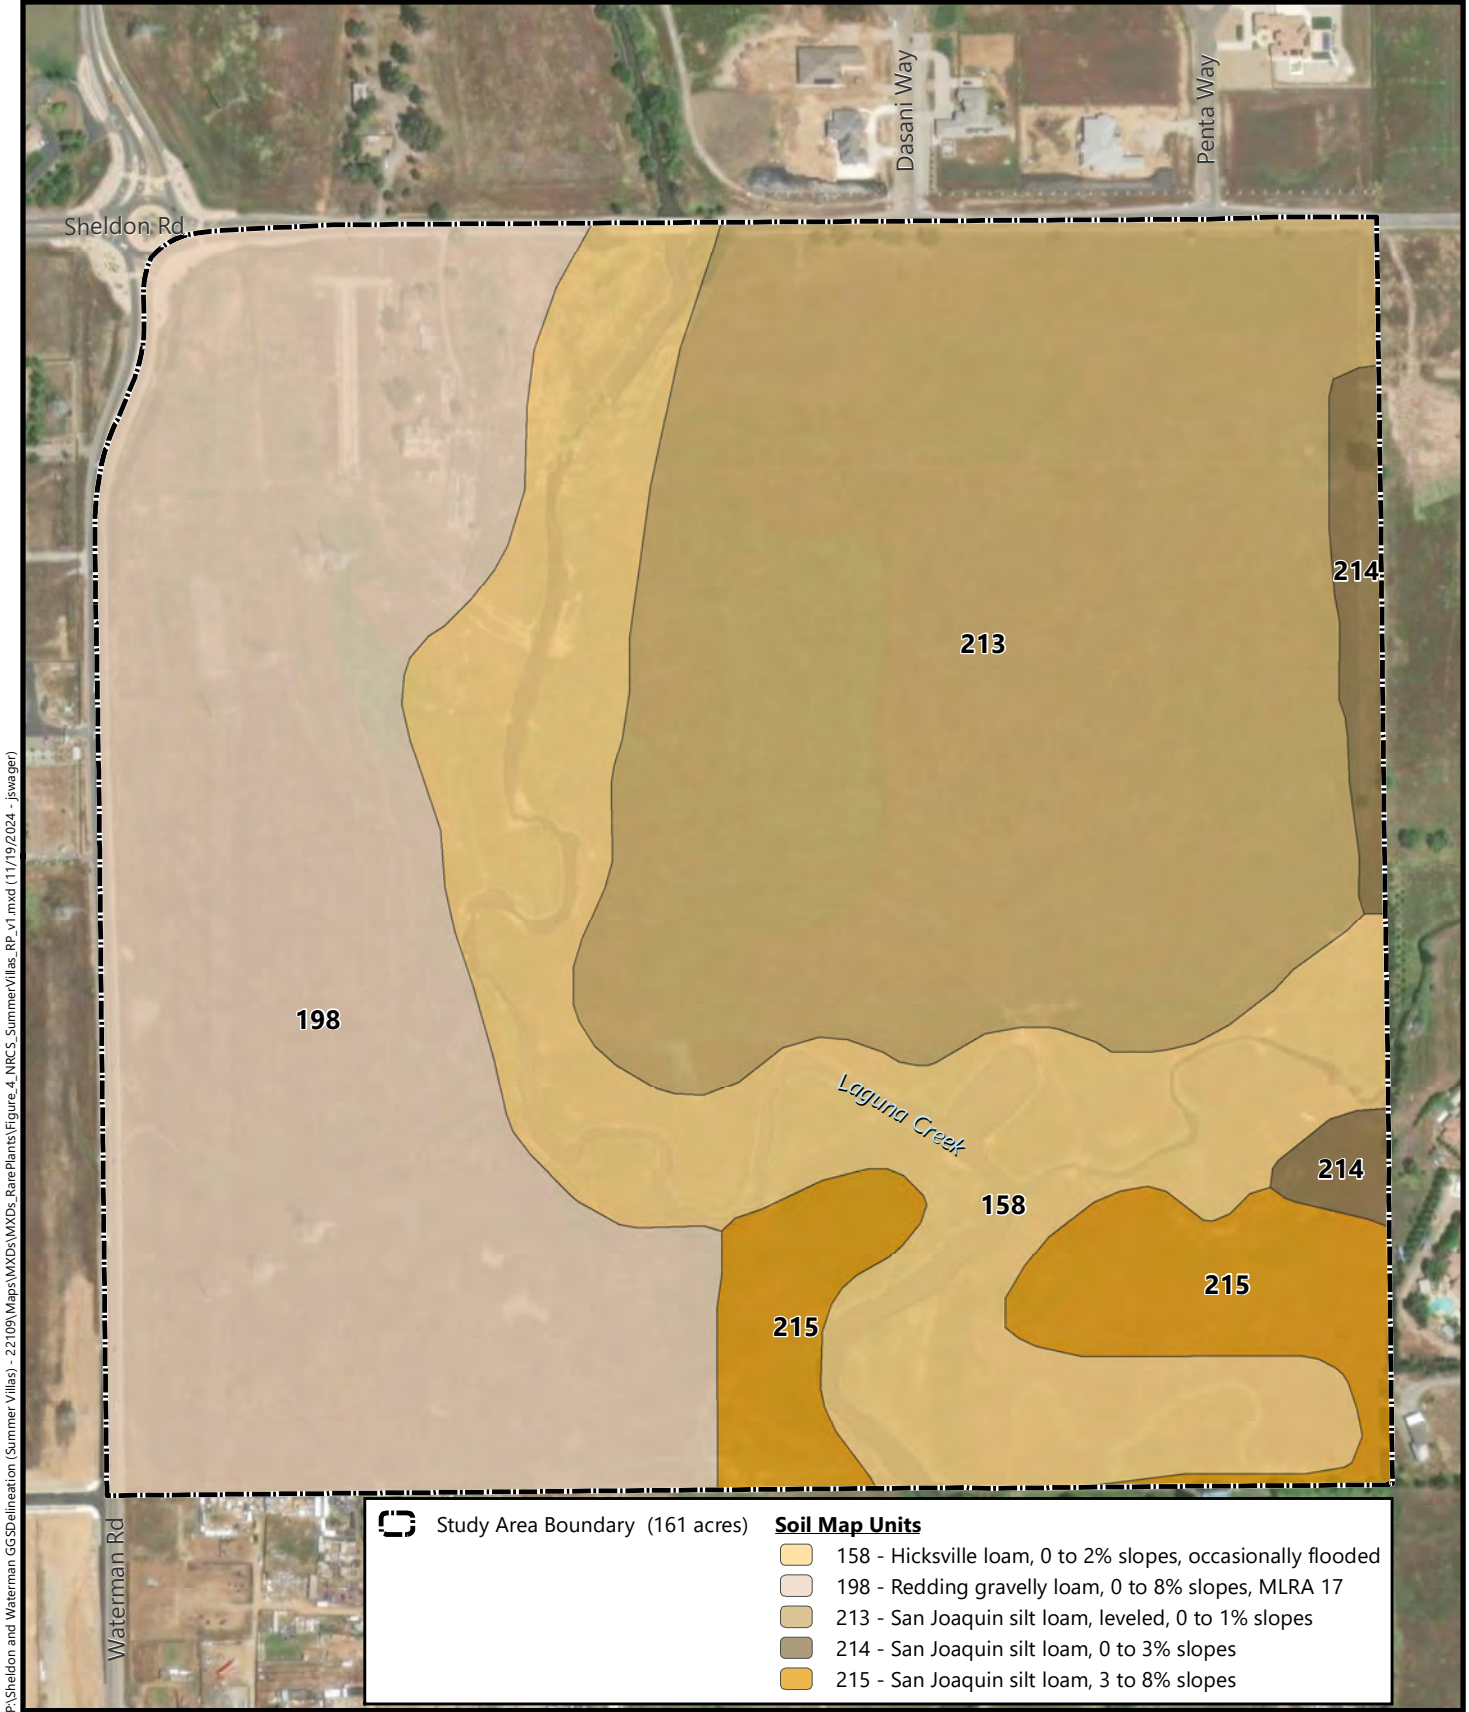 Dasani Way
Penta Way
Sheldon Rd
214
213
198
Laguna Creek
214
158
215
215
Waterman Rd
Study Area Boundary (161 acres)
Soil Map Units
158 - Hicksville loam, 0 to 2% slopes, occasionally flooded
198 - Redding gravelly loam, 0 to 8% slopes, MLRA 17
213 - San Joaquin silt loam, leveled, 0 to 1% slopes
214 - San Joaquin silt loam, 0 to 3% slopes
215 - San Joaquin silt loam, 3 to 8% slopes
P:\Sheldon and Waterman GGSDelineation (Summer Villas) - 22109\Maps\MXDs\MXDs_RarePlants\Figure_4_NRCS_SummerVillas_RP_v1.mxd (11/19/2024 - jswager)